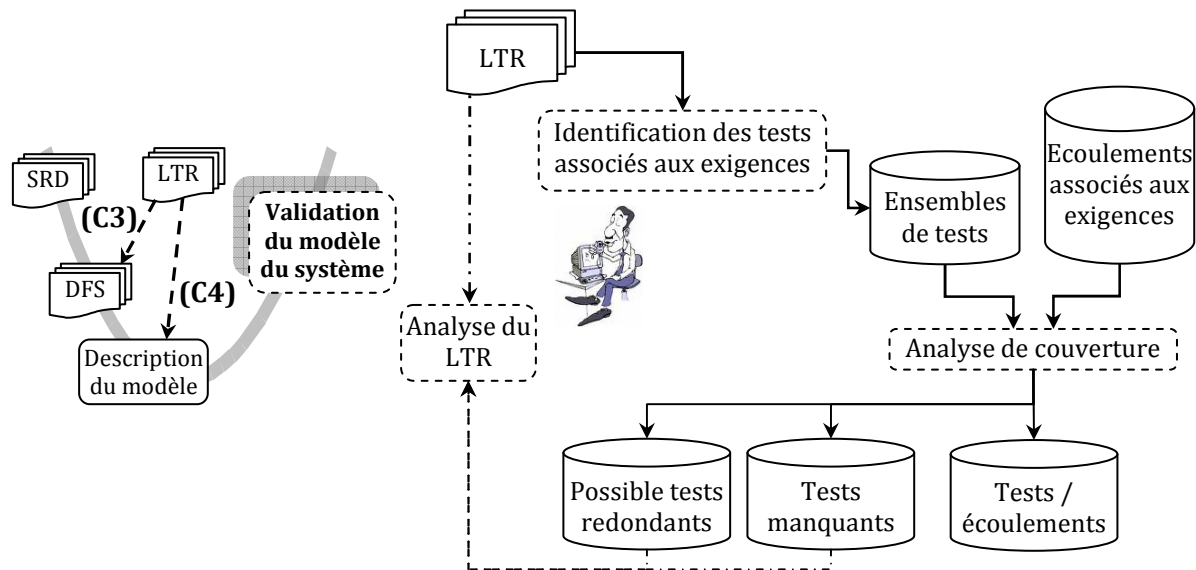 SRD
LTR
(C3)
DFS
(C4)
Description
du modèle
Validation
du modèle
du système
LTR
Identification des tests
associés aux exigences
Ensembles
de tests
Ecoulements
associés aux
exigences
Analyse du
LTR
Analyse de couverture
Possible tests
redondants
Tests
manquants
Tests /
écoulements